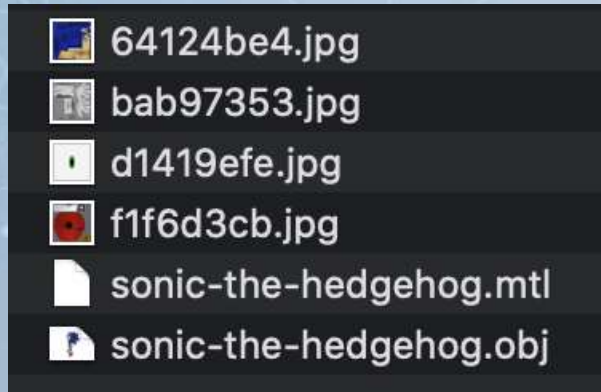 64124be4.jpg
bab97353.jpg
d1419efe.jpg
f1f6d3cb.jpg
sonic-the-hedgehog.mtl
sonic-the-hedgehog.obj